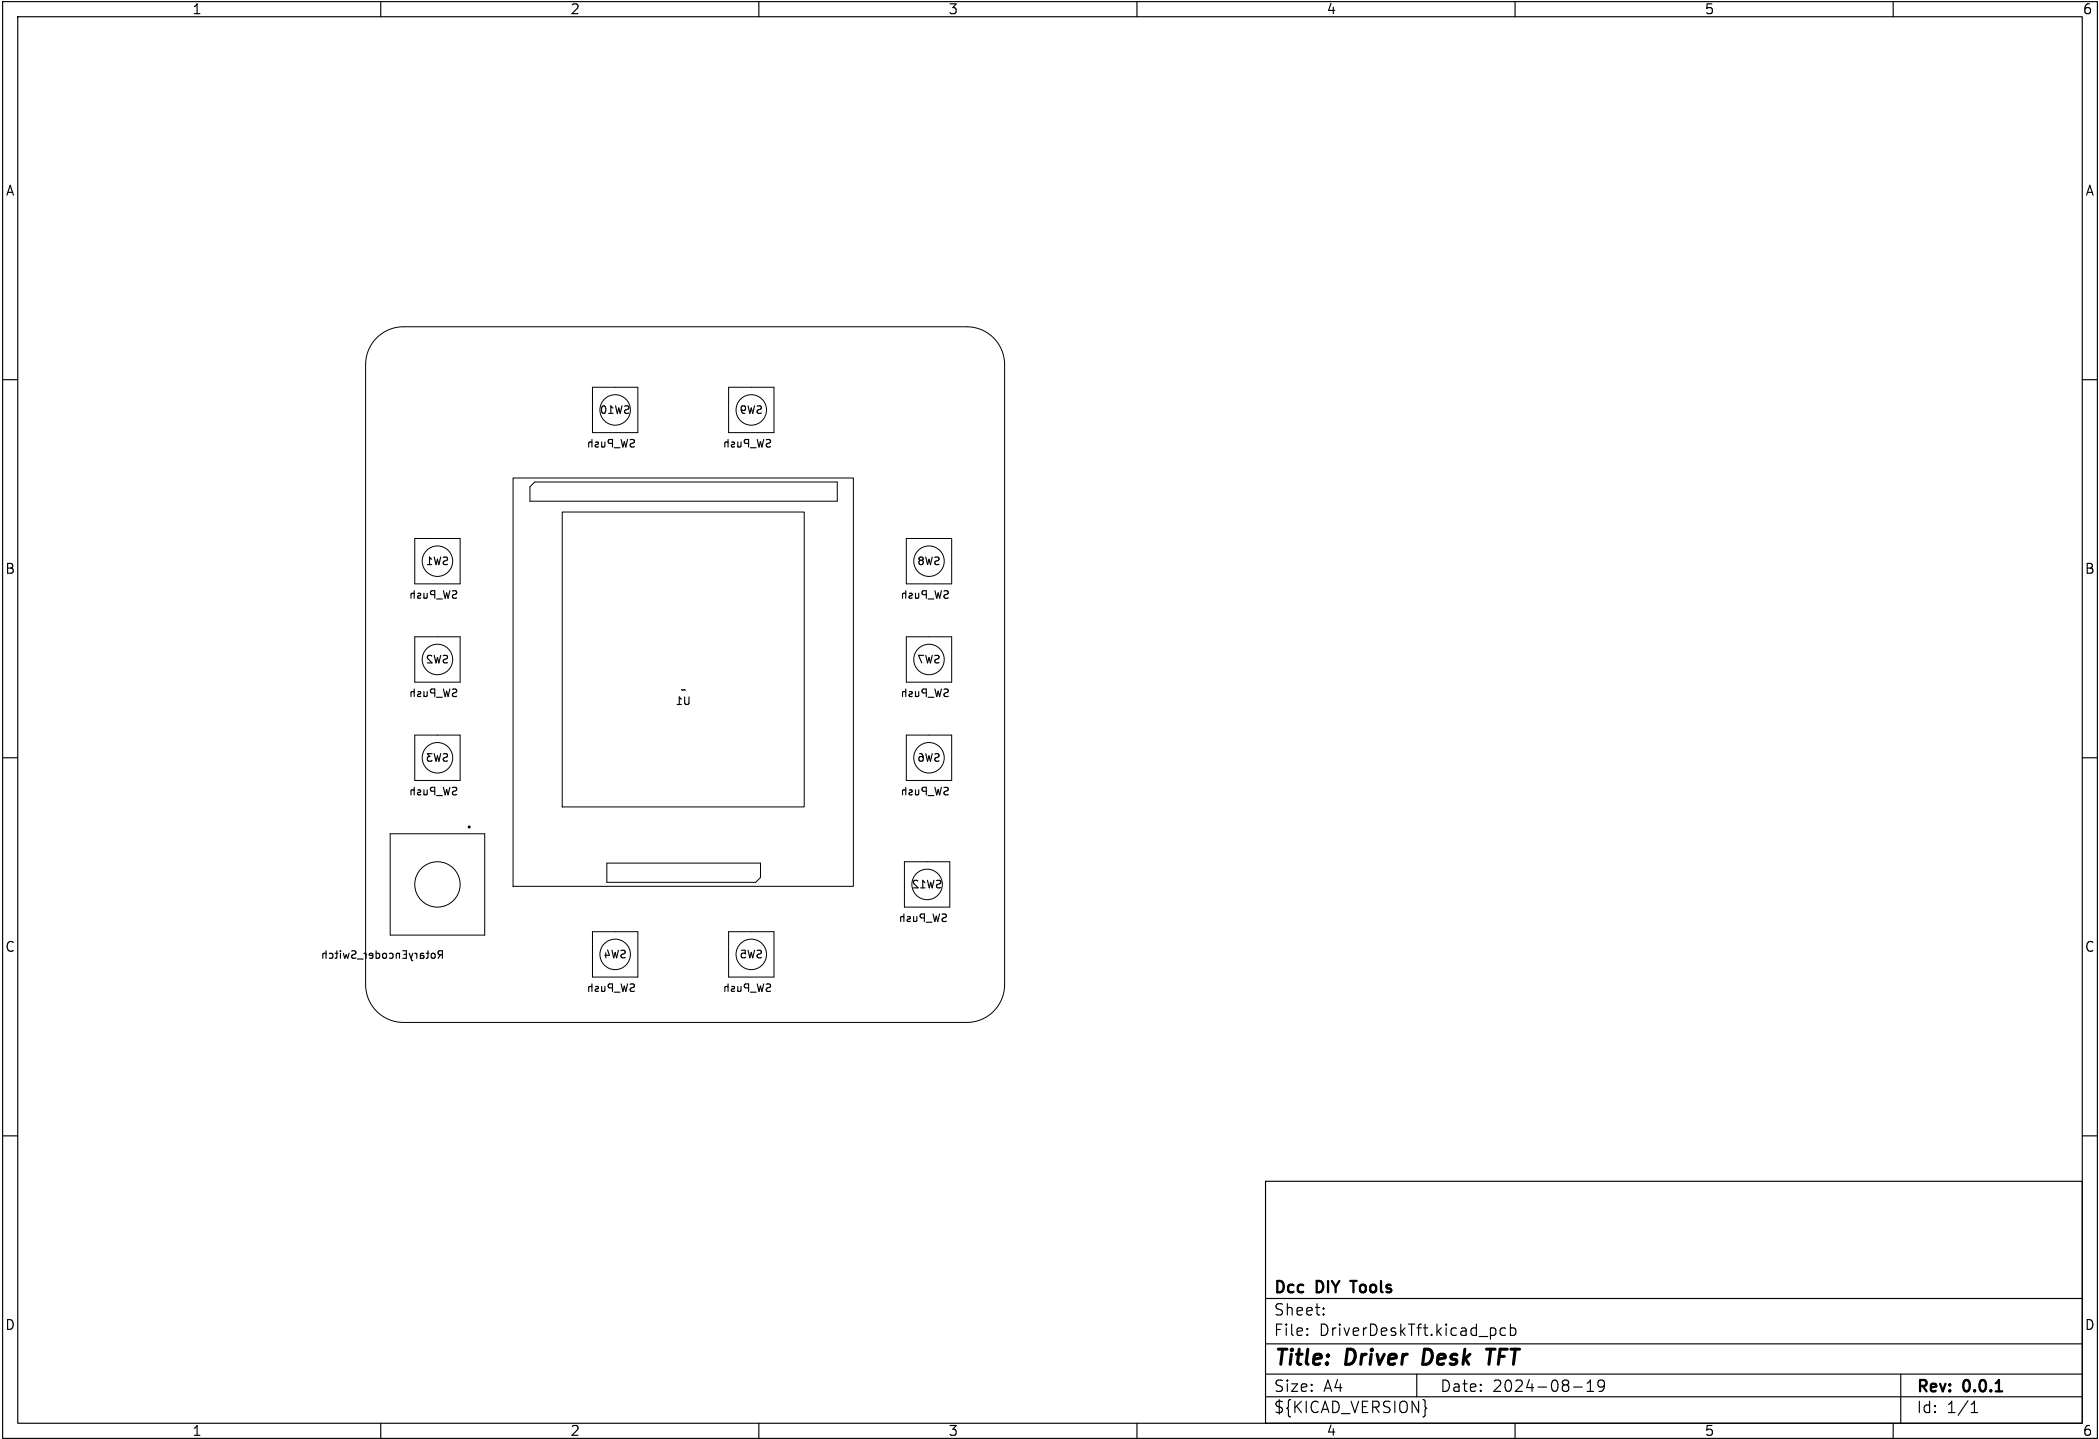 1 2 3 4 5 6
A A
SW10 SW9
SW_Push SW_Push
SW1 SW8
B B
SW_Push SW_Push
SW2 SW7
SW_Push SW_Push
~
U1
SW3 SW6
SW_Push SW_Push
SW12
SW_Push
C C
RotaryEncoder_Switch SW4 SW5
SW_Push SW_Push
Dcc DIY Tools
Sheet:
D D
File: DriverDeskTft.kicad_pcb
Title: Driver Desk TFT
Size: A4 Date: 2024-08-19 Rev: 0.0.1
${KICAD_VERSION} Id: 1/1
1 2 3 4 5 6